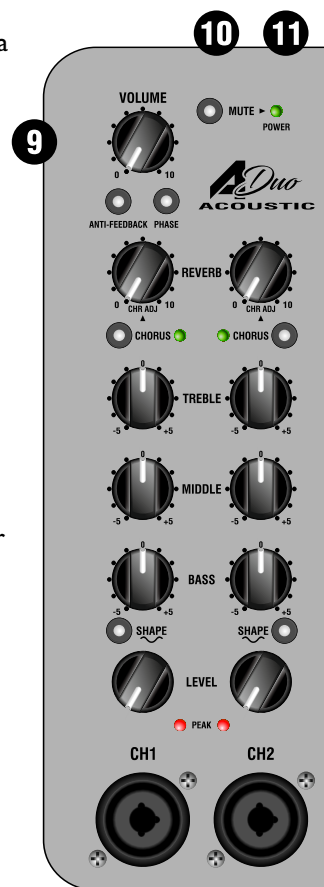 a
10 11
VOLUME
MUTE
POWER
9
0 10
A Duo
ACOUSTIC
ANTI-FEEDBACK PHASE
REVERB
0 10 0 10
CHR ADJ CHR ADJ
CHORUS CHORUS
0 0
TREBLE
-5 +5 -5 +5
0 0
MIDDLE
-5 +5 -5 +5
r
0 0
BASS
-5 +5 -5 +5
SHAPE SHAPE
LEVEL
PEAK
CH1 CH2